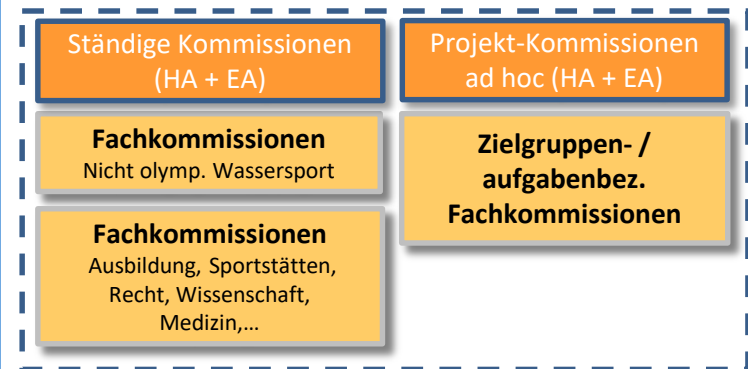 Ständige Kommissionen
(HA + EA)
Fachkommissionen
Nicht olymp. Wassersport
Fachkommissionen
Ausbildung, Sportstätten,
Recht, Wissenschaft,
Medizin,…
Projekt-Kommissionen
ad hoc (HA + EA)
Zielgruppen- /
aufgabenbez.
Fachkommissionen